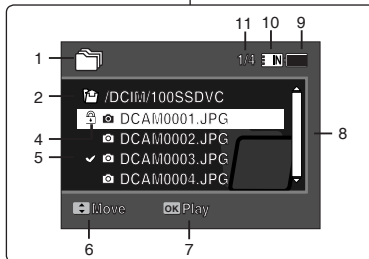 11 10 9
1 1/4 IN
2 /DCIM/100SSDVC
4 DCAM0001.JPG 8
DCAM0002.JPG
5 DCAM0003.JPG
DCAM0004.JPG
Move OK Play
6 7